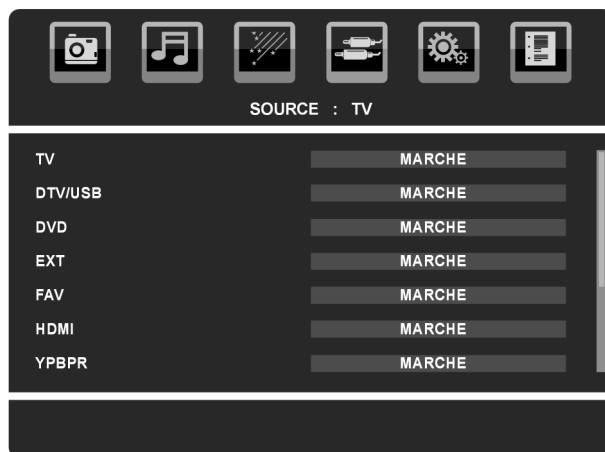 SOURCE : TV
TV MARCHE
DTV/USB MARCHE
DVD MARCHE
EXT MARCHE
FAV MARCHE
HDMI MARCHE
YPBPR MARCHE